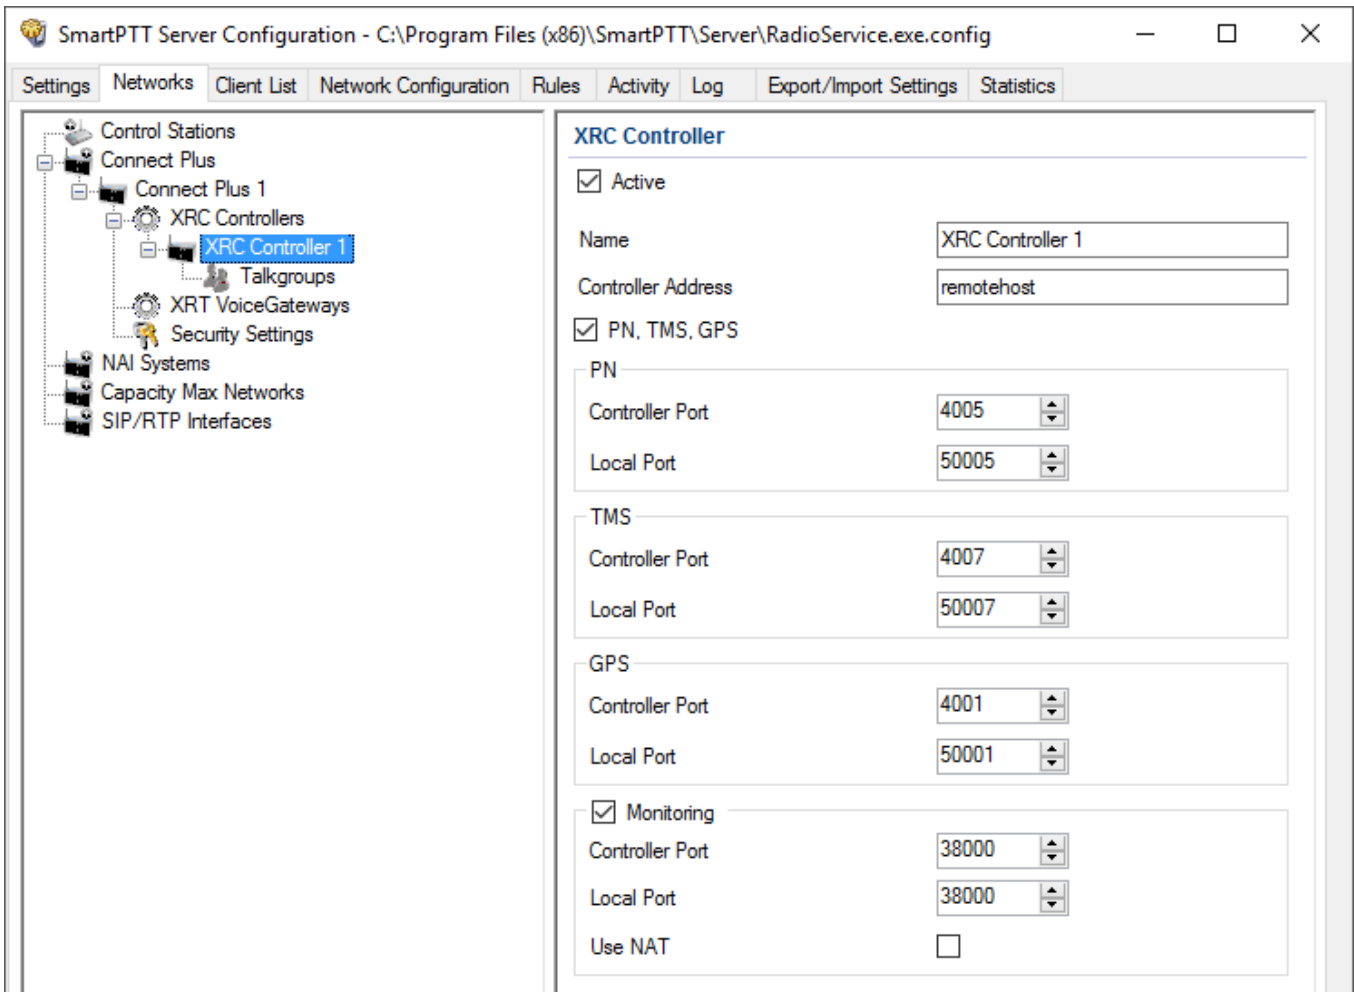 SmartPTT Server Configuration - C:\Program Files (x86)\SmartPTT\Server\RadioService.exe.config
Settings Networks Client List Network Configuration Rules Activity Log Export/Import Settings Statistics
Control Stations
Connect Plus
Connect Plus 1
XRC Controllers
XRC Controller 1
Talkgroups
XRT VoiceGateways
Security Settings
NAI Systems
Capacity Max Networks
SIP/RTP Interfaces
XRC Controller
Active
Name XRC Controller 1
Controller Address remotehost
PN, TMS, GPS
PN
Controller Port 4005
Local Port 50005
TMS
Controller Port 4007
Local Port 50007
GPS
Controller Port 4001
Local Port 50001
Monitoring
Controller Port 38000
Local Port 38000
Use NAT